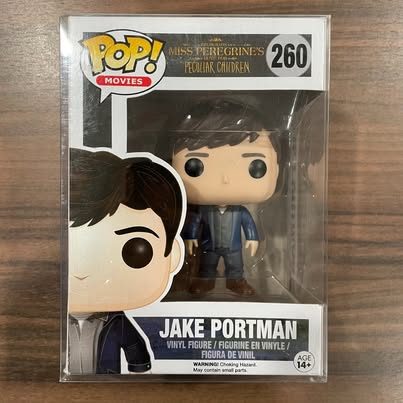 POP!
MOVIES
MISS PEREGRINE'S
PECULIAR CHILDREN
260
JAKE PORTMAN
VINYL FIGURE / FIGURINE EN VINYLE /
FIGURA DE VINIL
WARNING! Choking Hazard.
May contain small parts.
AGE
14+